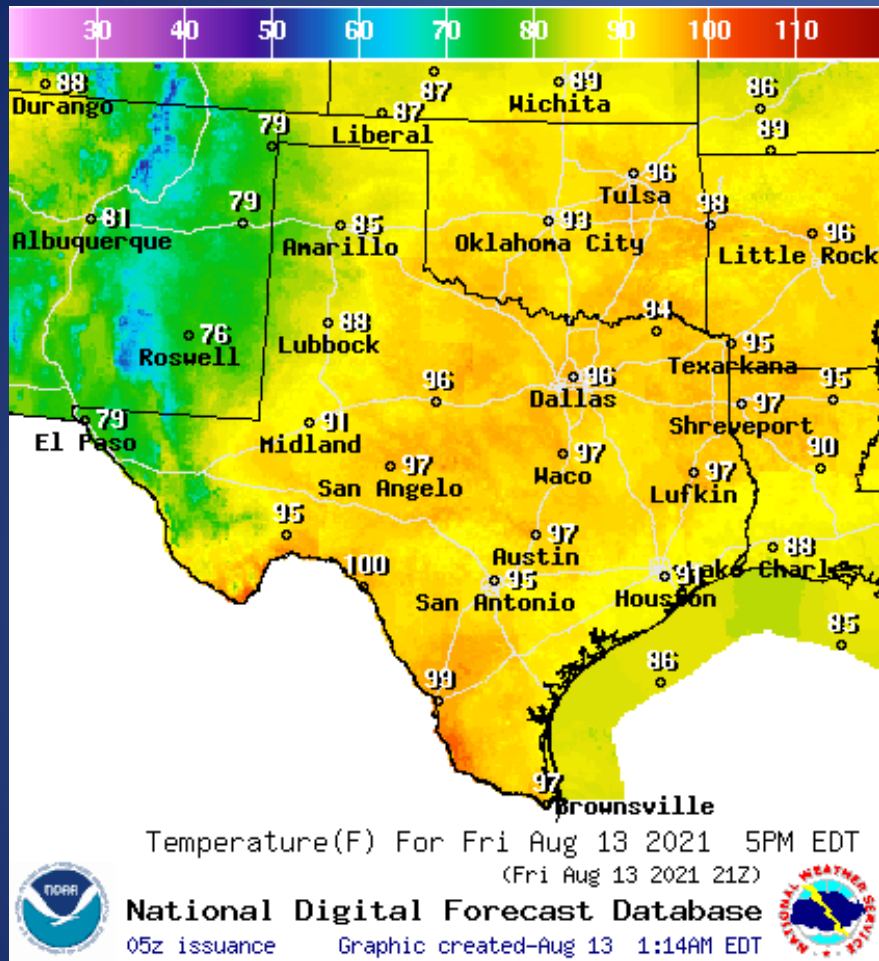 30 40 50 60 70 80 90 100 110
88
Durango
87
89
Wichita
86
87
Liberal
79
89
96
Tulsa
81
Albuquerque
79
85
Amarillo
93
Oklahoma City
98
96
Little Rock
76
Roswell
88
Lubbock
94
95
Texarkana
96
96
Dallas
97
Shreveport
95
79
El Paso
91
Midland
97
San Angelo
97
Waco
97
Lufkin
90
95
97
Austin
88
Lake Charles
100
95
San Antonio
91
Houston
85
86
99
97
Brownsville
Temperature(F) For Fri Aug 13 2021 5PM EDT
(Fri Aug 13 2021 21Z)
NOAA
National Digital Forecast Database
05z issuance Graphic created-Aug 13 1:14AM EDT
NATIONAL WEATHER SERVICE